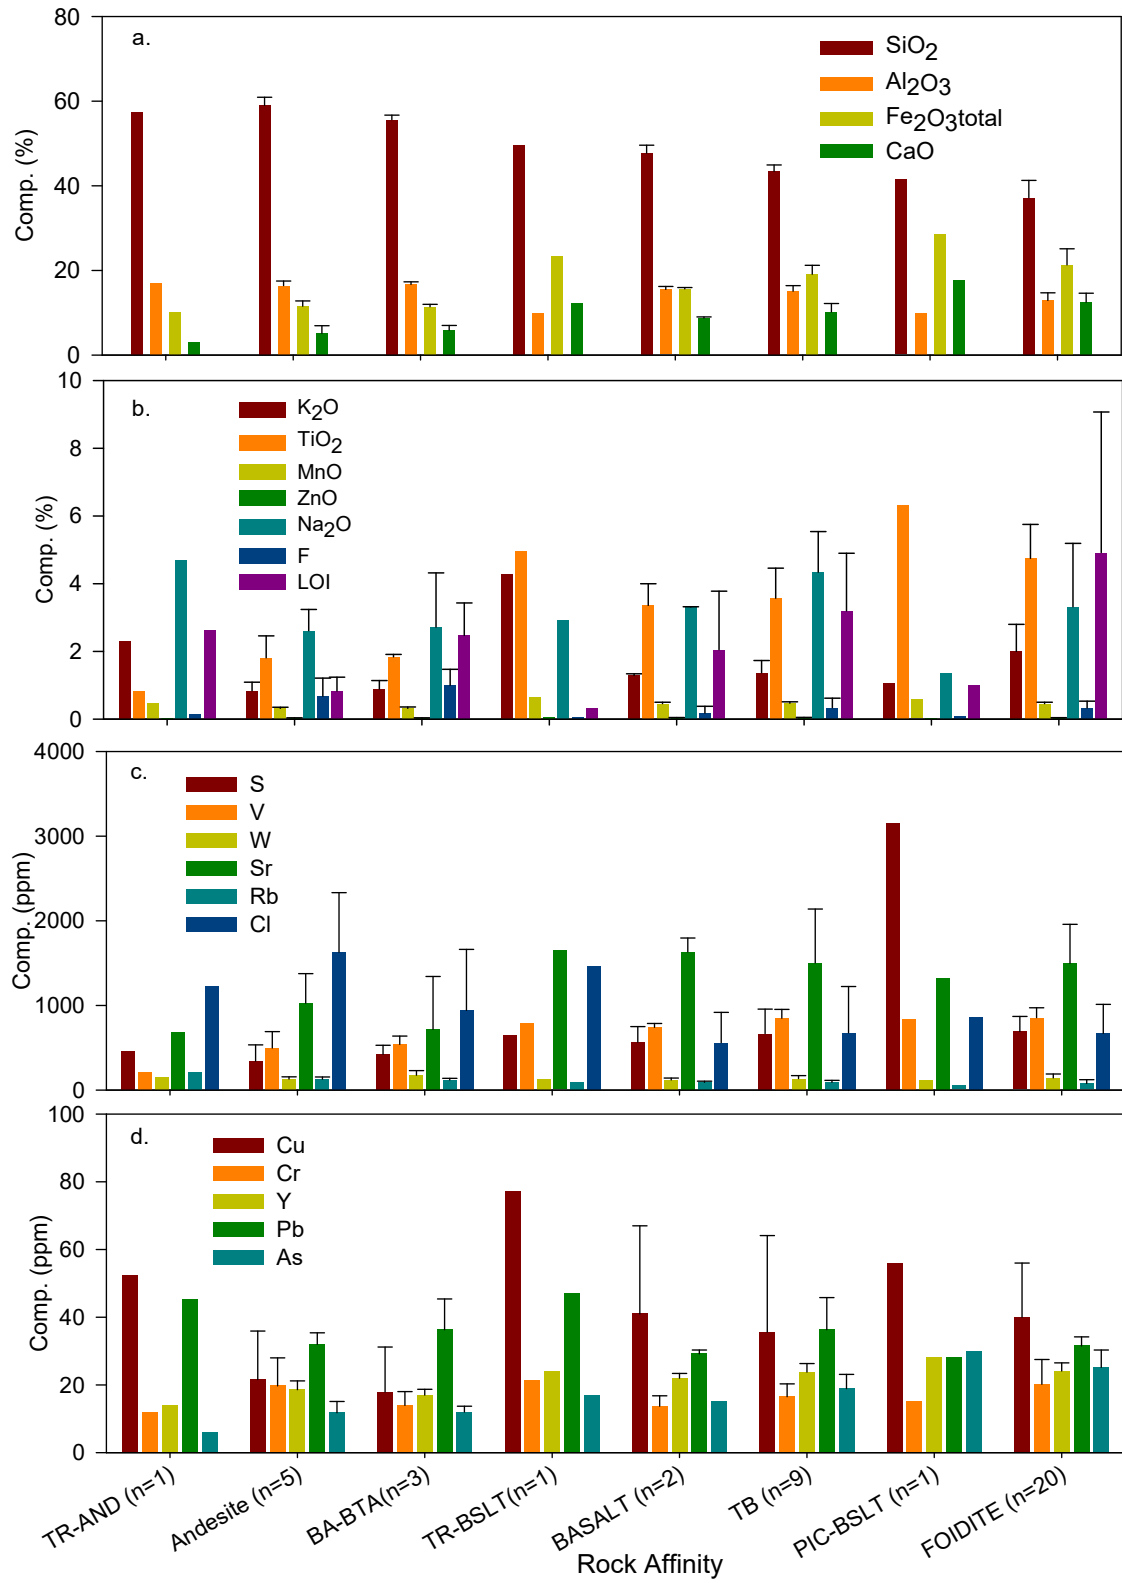 a.
SiO2
Al2O3
Fe2O3total
CaO
80
60
40
20
0
Comp. (%)
b.
K2O
TiO2
MnO
ZnO
Na2O
F
LOI
10
8
6
4
2
0
Comp. (%)
c.
S
V
W
Sr
Rb
Cl
4000
3000
2000
1000
0
Comp. (ppm)
d.
Cu
Cr
Y
Pb
As
100
80
60
40
20
0
Comp. (ppm)
TR-AND (n=1)
Andesite (n=5)
BA-BTA(n=3)
TR-BSLT(n=1)
BASALT (n=2)
TB (n=9)
PIC-BSLT (n=1)
FOIDITE (n=20)
Rock Affinity